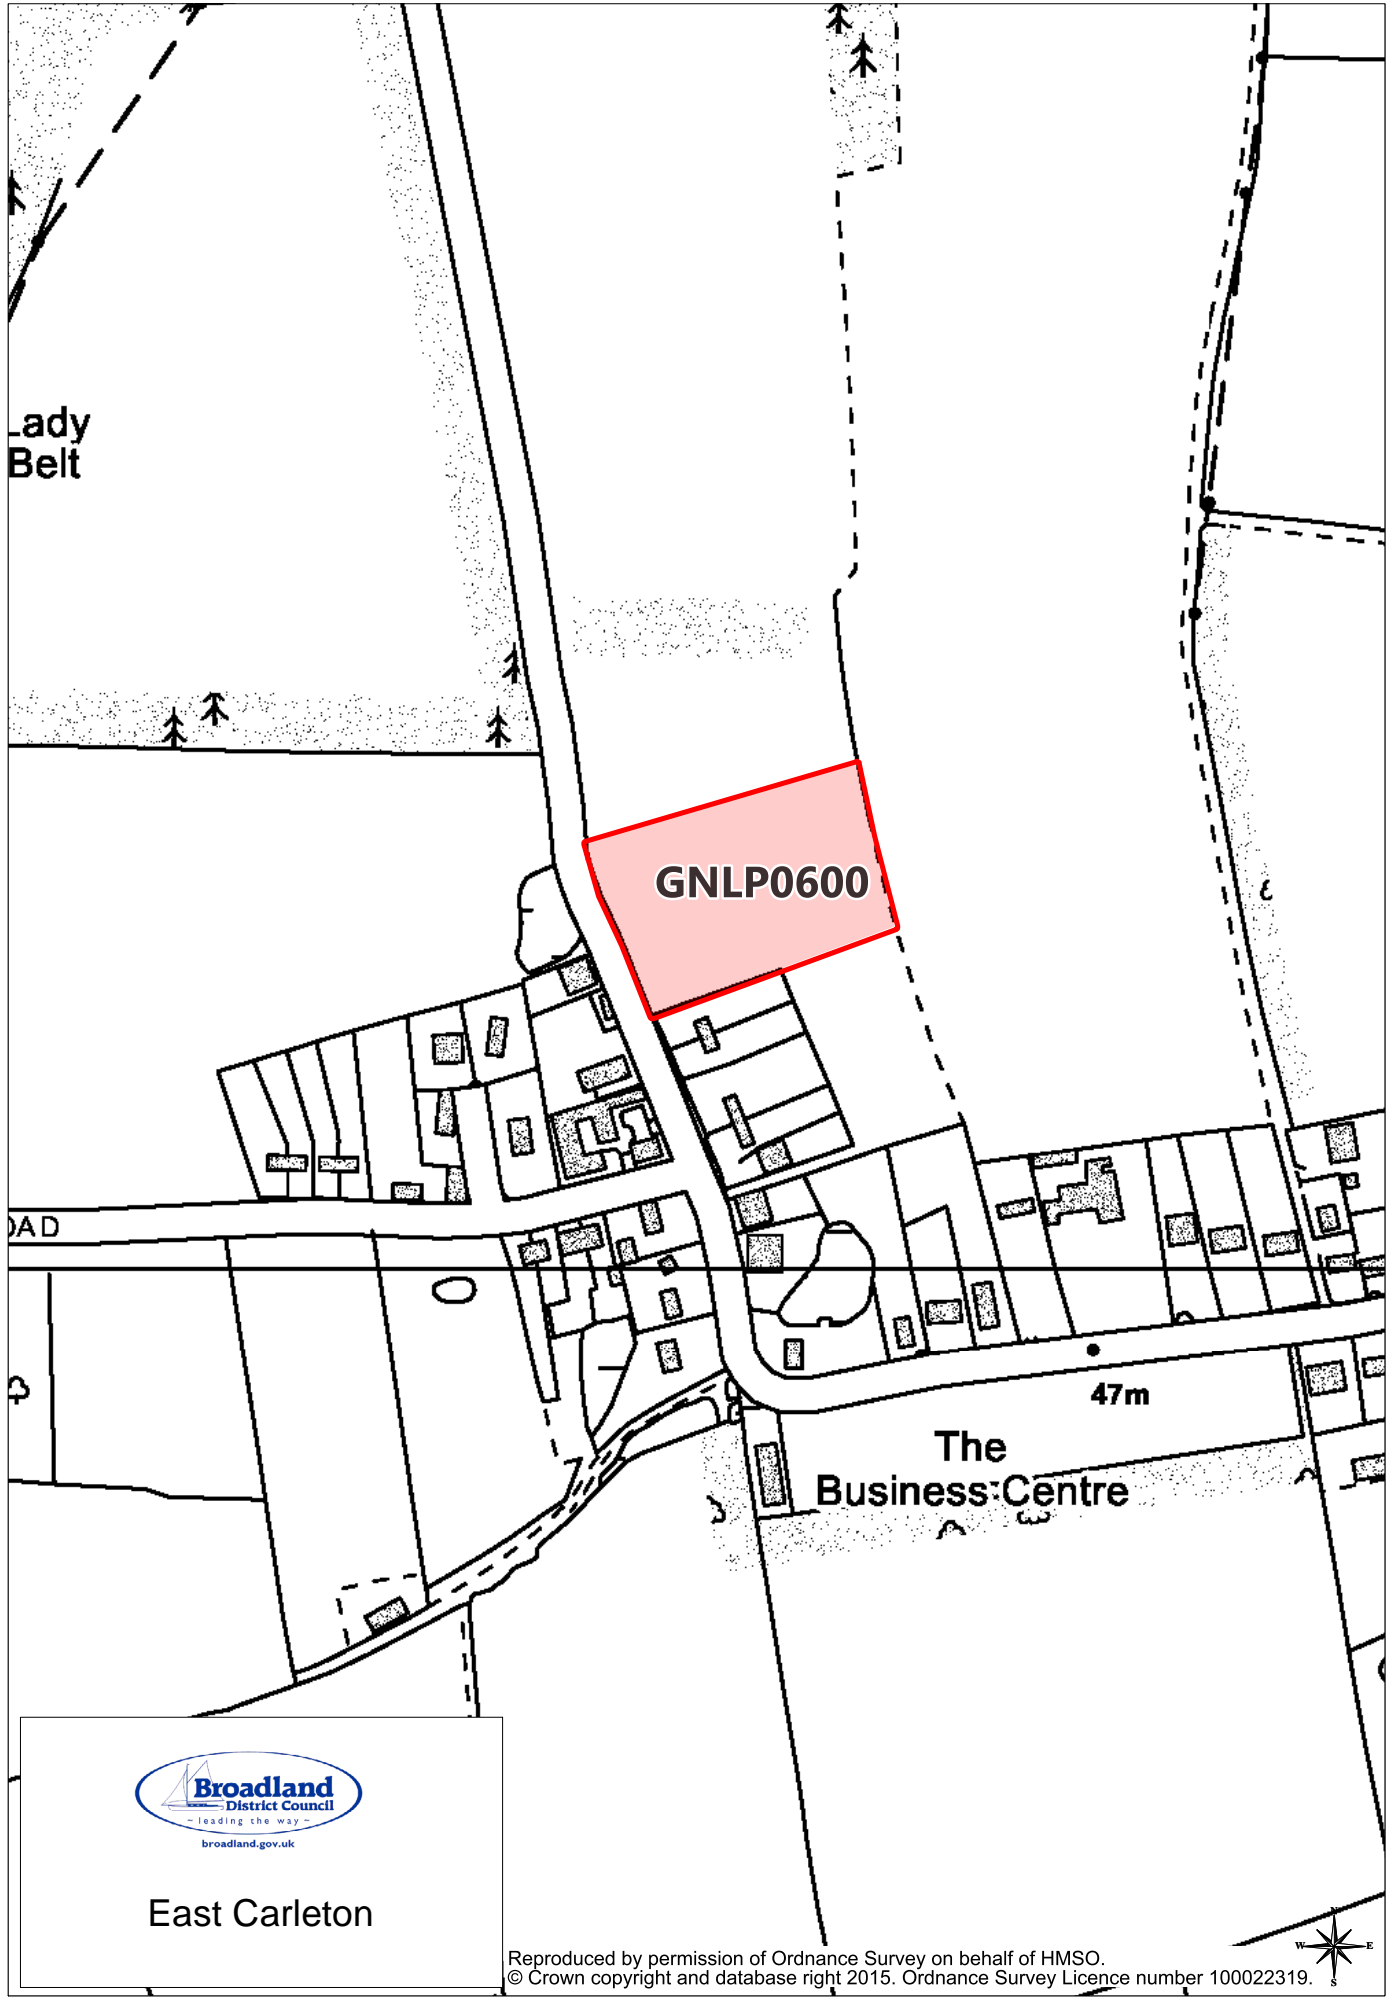 Lady
Belt
GNLP0600
OAD
47m
The
Business Centre
Broadland
District Council
~ leading the way ~
broadland.gov.uk
East Carleton
N
W E
S
Reproduced by permission of Ordnance Survey on behalf of HMSO.
© Crown copyright and database right 2015. Ordnance Survey Licence number 100022319.